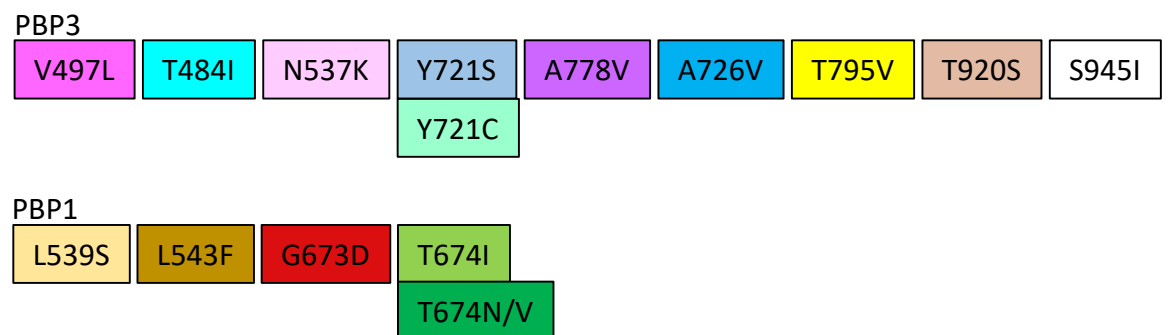 PBP3
V497L T484I N537K Y721S A778V A726V T795V T920S S945I
Y721C
PBP1
L539S L543F G673D T674I
T674N/V